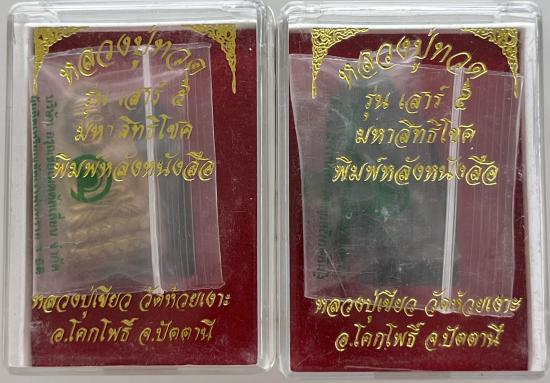 หลวงปู่ทวด
รุ่น เสาร์ ๕
มหาสิทธิโชค
พิมพ์หลังหนังสือ
หลวงปู่เขียว วัดห้วยเงาะ
อ.โคกโพธิ์ จ.ปัตตานี
หลวงปู่ทวด
รุ่น เสาร์ ๕
มหาสิทธิโชค
พิมพ์หลังหนังสือ
หลวงปู่เขียว วัดห้วยเงาะ
อ.โคกโพธิ์ จ.ปัตตานี